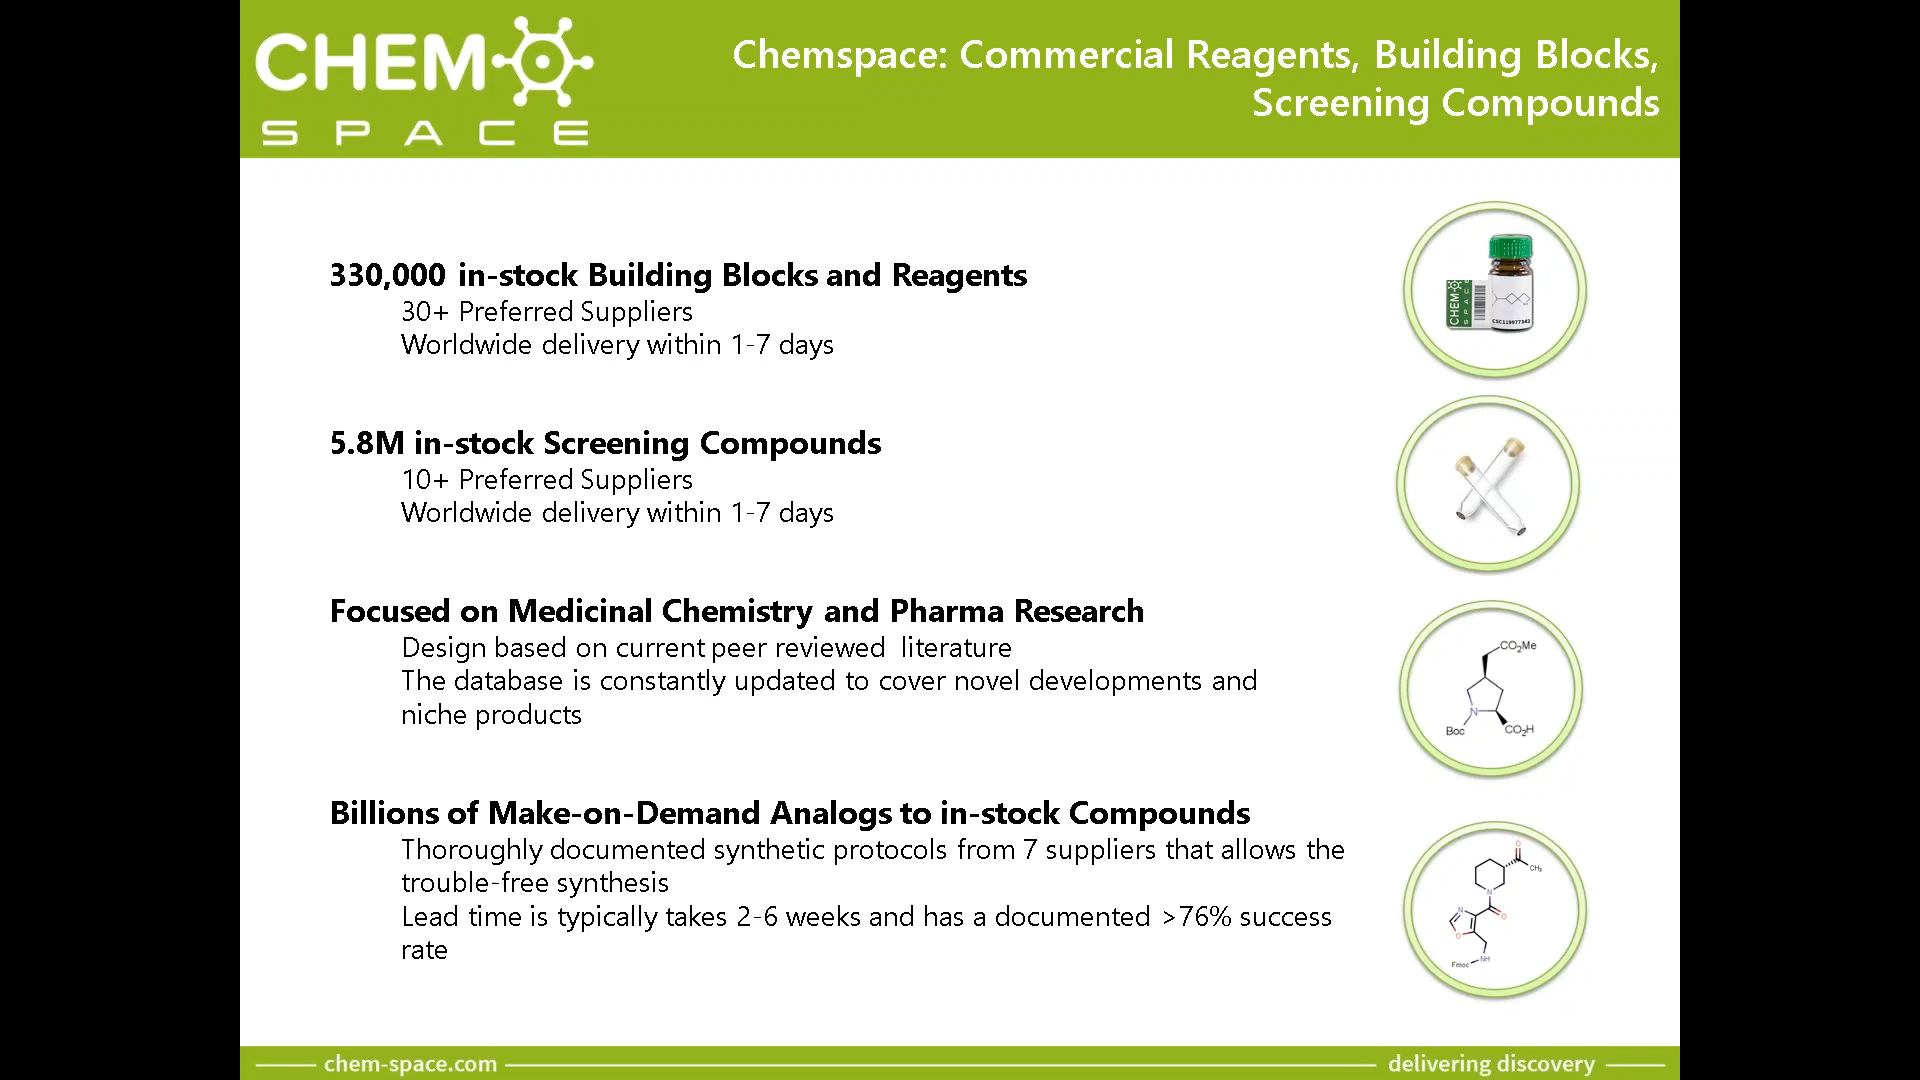 CHEM
SPACE
Chemspace: Commercial Reagents, Building Blocks,
Screening Compounds
330,000 in-stock Building Blocks and Reagents
30+ Preferred Suppliers
Worldwide delivery within 1-7 days
CHEM
SPACE
CSC119977342
5.8M in-stock Screening Compounds
10+ Preferred Suppliers
Worldwide delivery within 1-7 days
Focused on Medicinal Chemistry and Pharma Research
Design based on current peer reviewed  literature
The database is constantly updated to cover novel developments and
niche products
CO₂Me
N
Boc
CO₂H
Billions of Make-on-Demand Analogs to in-stock Compounds
Thoroughly documented synthetic protocols from 7 suppliers that allows the
trouble-free synthesis
Lead time is typically takes 2-6 weeks and has a documented >76% success
rate
O
CH₃
N
N
O
O
Fmoc
NH
chem-space.com
delivering discovery